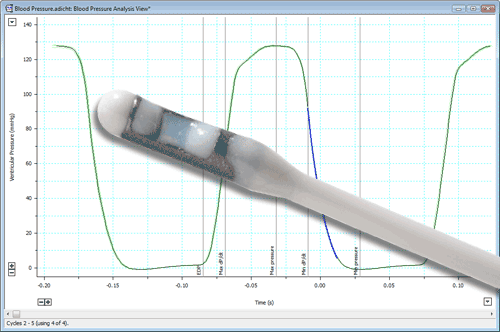 Blood Pressure.adicht: Blood Pressure Analysis View*
140
120
100
80
60
40
20
0
Ventricular Pressure (mmHg)
EDP
Max dP/dt
Max pressure
Min dP/dt
Min pressure
-0.20
-0.15
-0.10
-0.05
0.00
0.05
0.10
Time (s)
Cycles 2 - 5 (using 4 of 4).